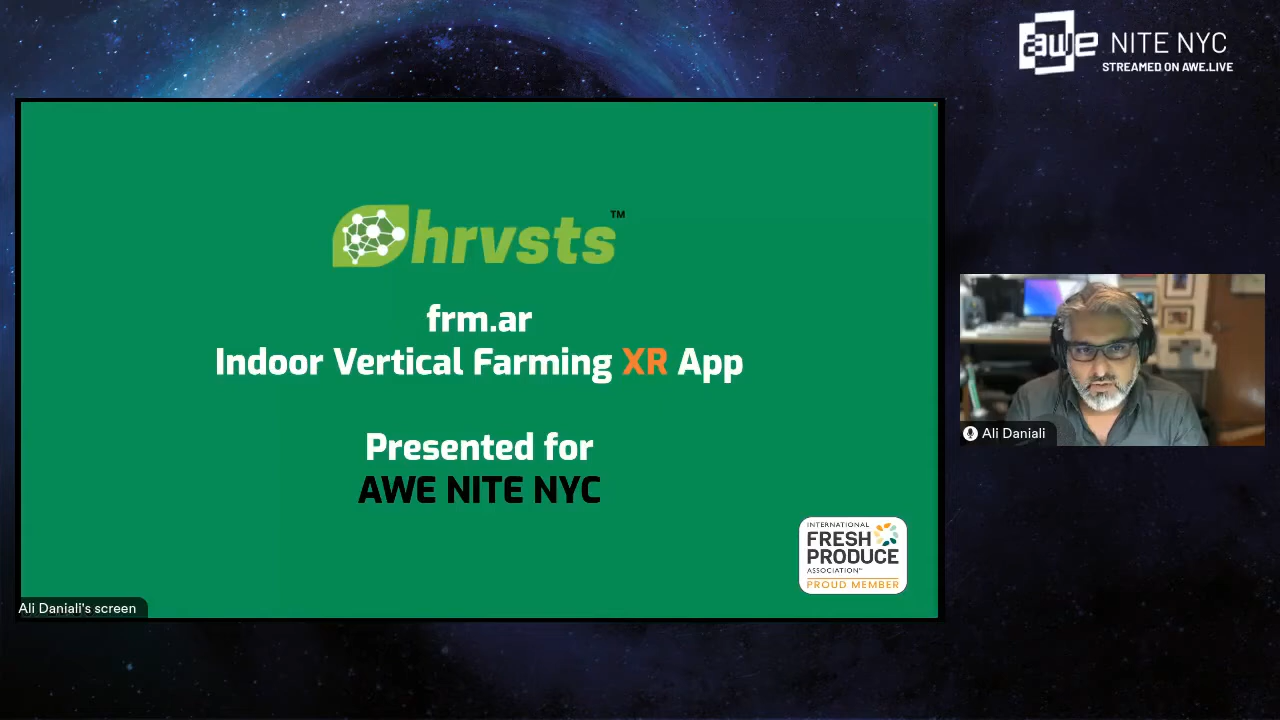 awe NITE NYC
STREAMED ON AWE.LIVE
hrvsts™
frm.ar
Indoor Vertical Farming XR App
Presented for
AWE NITE NYC
INTERNATIONAL
FRESH
PRODUCE
ASSOCIATION™
PROUD MEMBER
Ali Daniali's screen
Ali Daniali